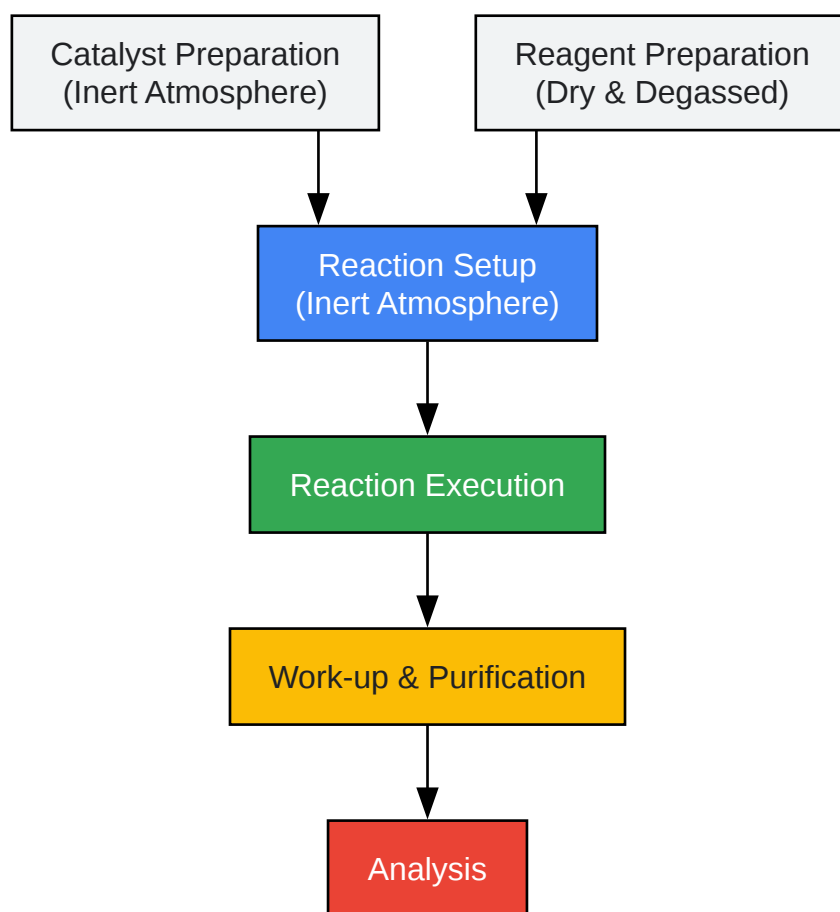 Catalyst Preparation
(Inert Atmosphere)
Reagent Preparation
(Dry & Degassed)
Reaction Setup
(Inert Atmosphere)
Reaction Execution
Work-up & Purification
Analysis